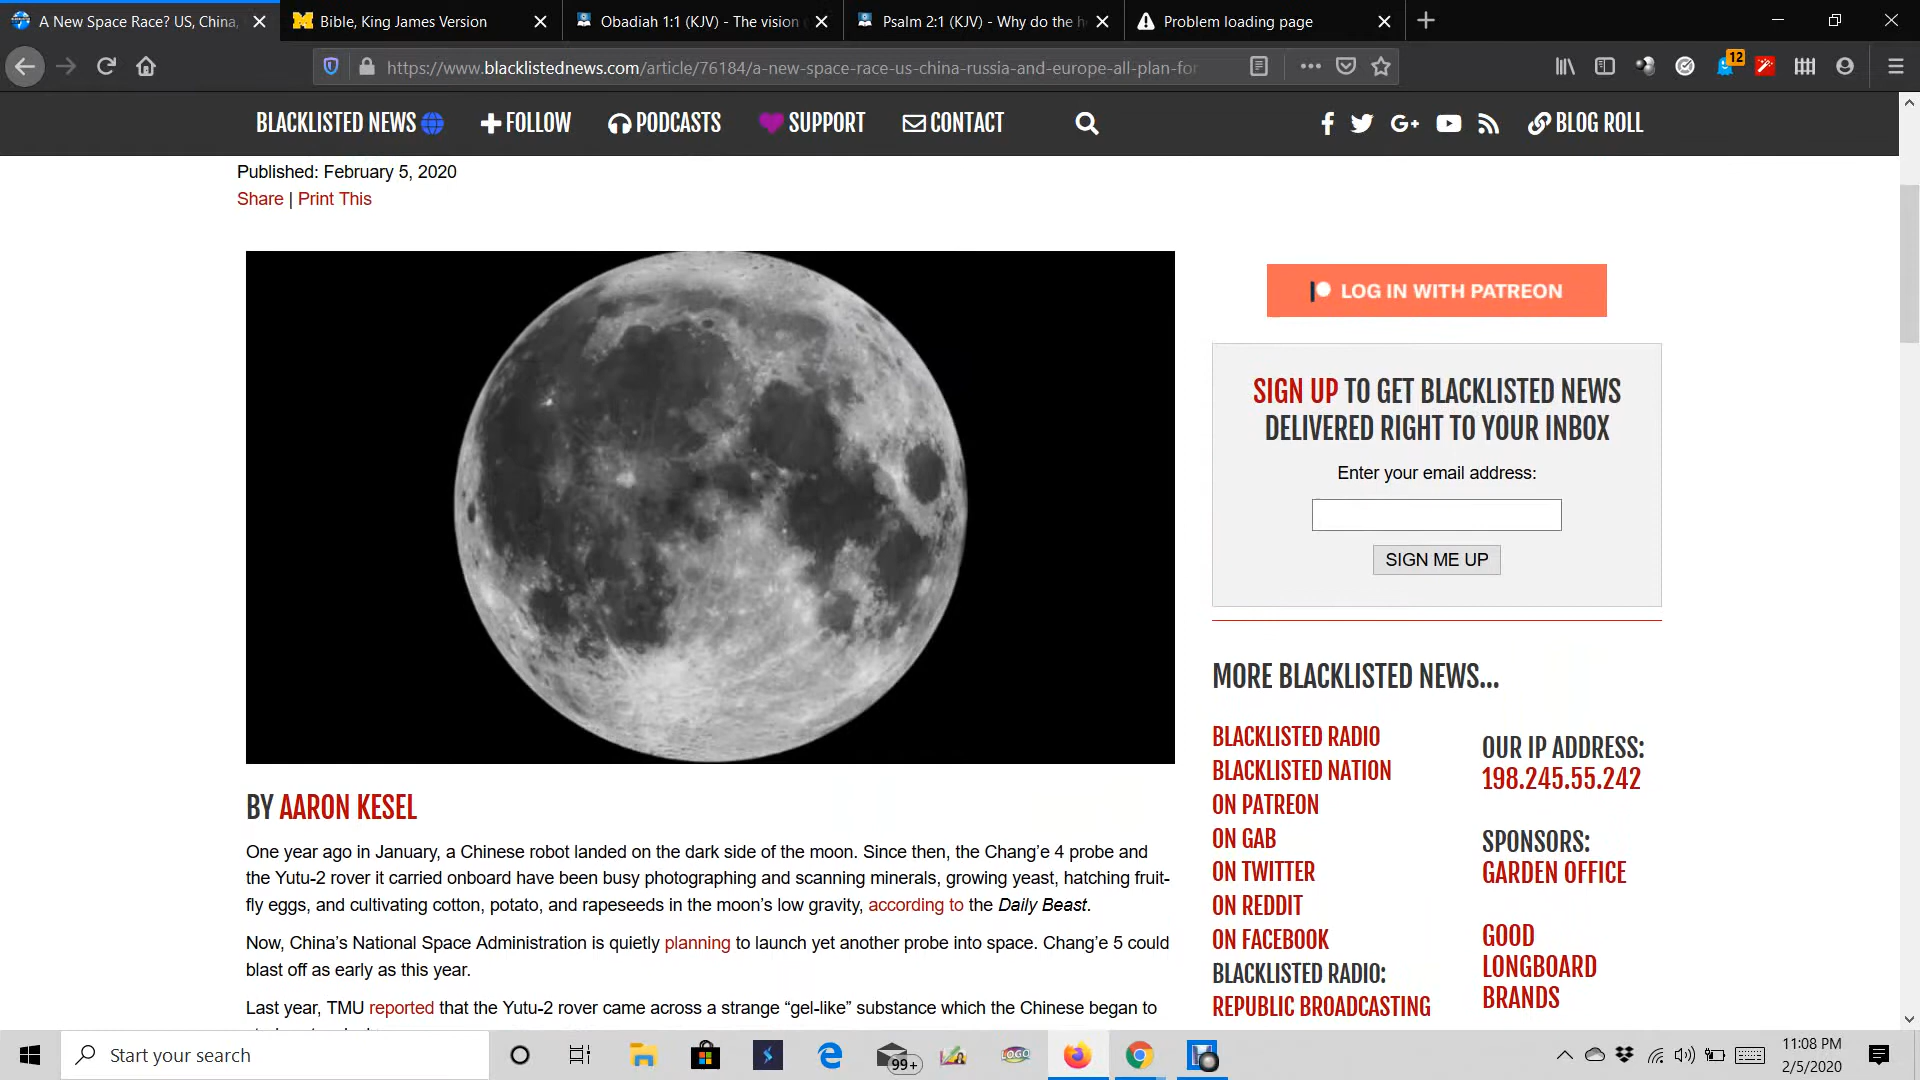 A New Space Race? US, China,
Bible, King James Version
Obadiah 1:1 (KJV) - The vision
Psalm 2:1 (KJV) - Why do the h
Problem loading page
https://www.blacklistednews.com/article/76184/a-new-space-race-us-china-russia-and-europe-all-plan-for
12
BLACKLISTED NEWS
FOLLOW
PODCASTS
SUPPORT
CONTACT
BLOG ROLL
Published: February 5, 2020
Share | Print This
LOG IN WITH PATREON
SIGN UP TO GET BLACKLISTED NEWS
DELIVERED RIGHT TO YOUR INBOX
Enter your email address:
SIGN ME UP
MORE BLACKLISTED NEWS...
BLACKLISTED RADIO
BLACKLISTED NATION
ON PATREON
ON GAB
ON TWITTER
ON REDDIT
ON FACEBOOK
BLACKLISTED RADIO:
REPUBLIC BROADCASTING
OUR IP ADDRESS:
198.245.55.242
SPONSORS:
GARDEN OFFICE
GOOD
LONGBOARD
BRANDS
BY AARON KESEL
One year ago in January, a Chinese robot landed on the dark side of the moon. Since then, the Chang’e 4 probe and
the Yutu-2 rover it carried onboard have been busy photographing and scanning minerals, growing yeast, hatching fruit-
fly eggs, and cultivating cotton, potato, and rapeseeds in the moon’s low gravity, according to the Daily Beast.
Now, China’s National Space Administration is quietly planning to launch yet another probe into space. Chang’e 5 could
blast off as early as this year.
Last year, TMU reported that the Yutu-2 rover came across a strange “gel-like” substance which the Chinese began to
Start your search
99+
LOGO
11:08 PM
2/5/2020